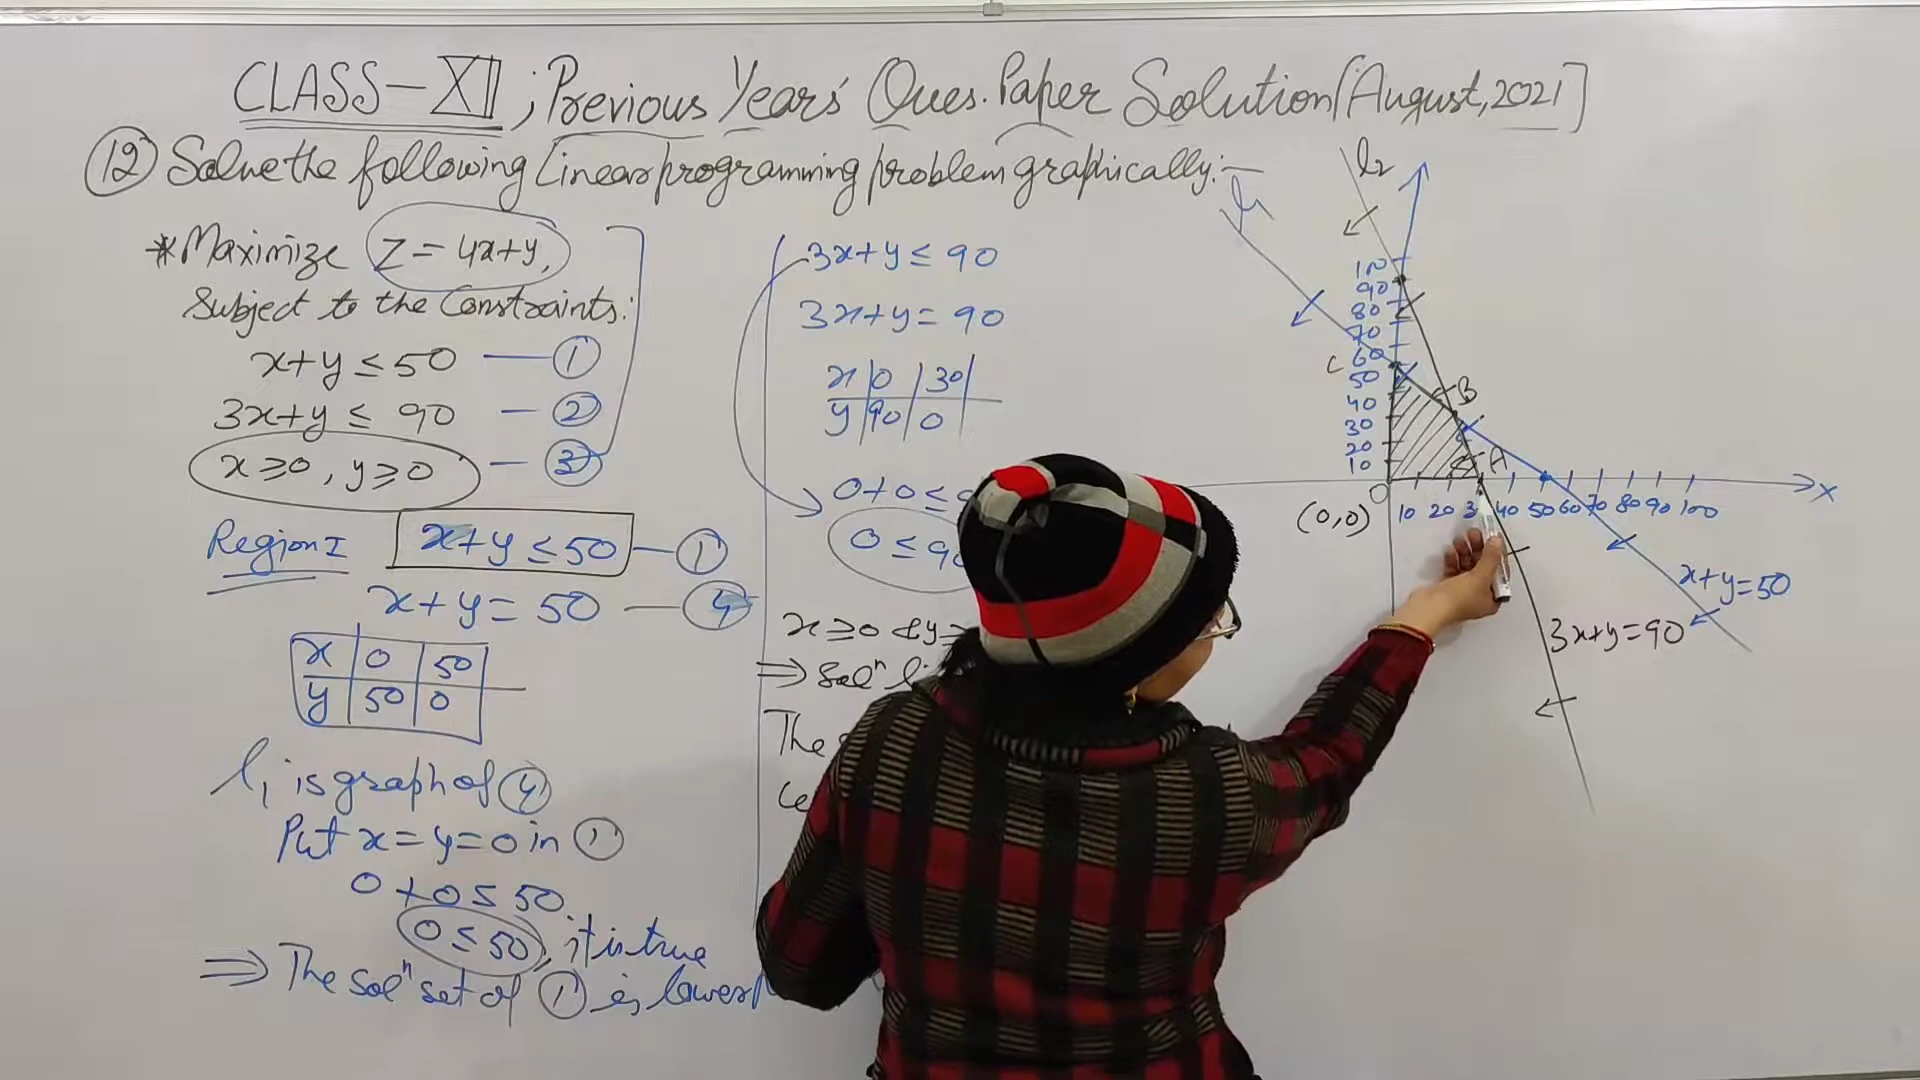 CLASS-XII; Previous Years' Ques. Paper Solution[August, 2021]
(12) Solve the following Linear programming problem graphically:-
*Maximize Z = 4x+y,
Subject to the Constraints:
x+y ≤ 50 — (1)
3x+y ≤ 90 — (2)
x ≥ 0, y ≥ 0 — (3)
Region I x+y ≤ 50 — (1)
x+y = 50 — (4)
x | 0 | 50
y | 50 | 0
l₁ is graph of (4)
Put x = y = 0 in (1)
0+0 ≤ 50
0 ≤ 50, it is true
⇒ The solⁿ set of (1) is lower
3x+y ≤ 90
3x+y = 90
x | 0 | 30
y | 90 | 0
0+0 ≤
0 ≤ 90
x ≥ 0 & y ≥
⇒ Solⁿ
The
l₁
l₂
100
90
80
70
60
50
40
30
20
10
C
B
A
O
(0,0)
10 20 3 40 50 60 70 80 90 100
x
x+y=50
3x+y=90